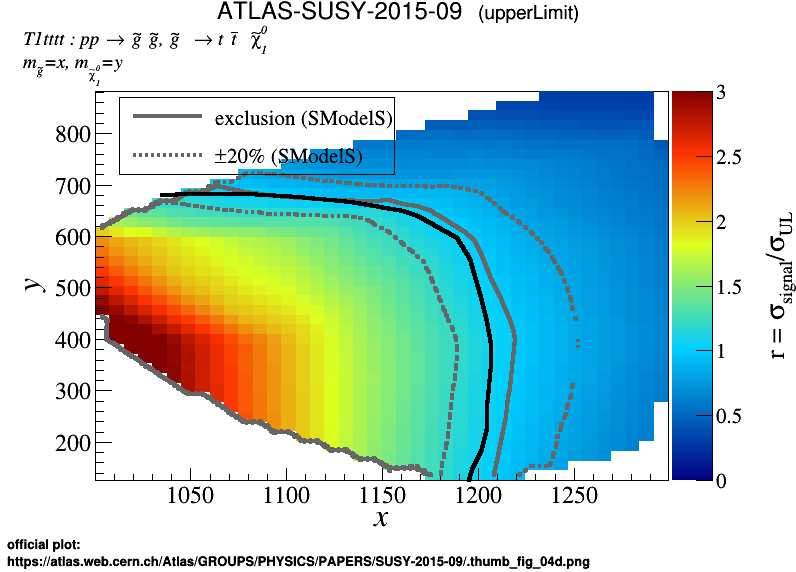 ATLAS-SUSY-2015-09 (upperLimit)
T1tttt : pp → g̃ g̃, g̃ → t t̄ χ̃₁⁰
m_g̃=x, m_χ̃₁⁰=y
exclusion (SModelS)
±20% (SModelS)
800
700
600
500
400
300
200
y
1050
1100
1150
1200
1250
x
3
2.5
2
1.5
1
0.5
0
r = σ_signal/σ_UL
official plot:
https://atlas.web.cern.ch/Atlas/GROUPS/PHYSICS/PAPERS/SUSY-2015-09/.thumb_fig_04d.png